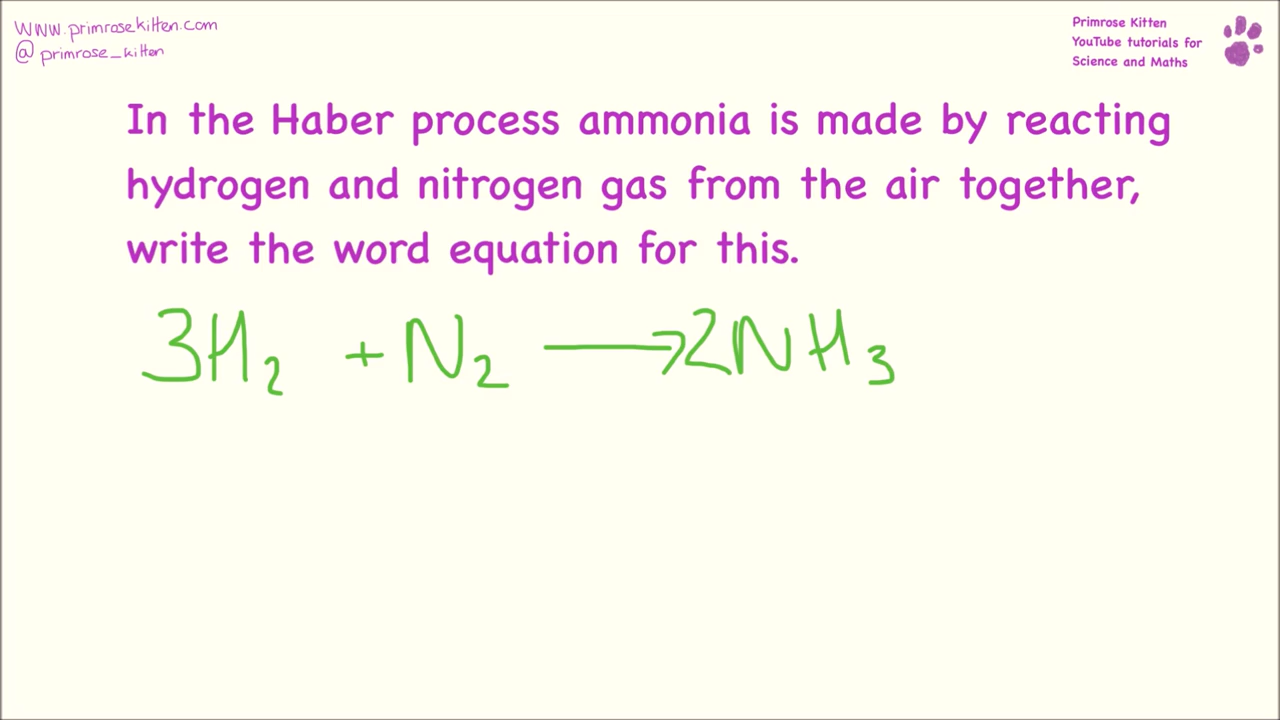 www.primrosekitten.com
@primrose_kitten
Primrose Kitten
YouTube tutorials for
Science and Maths
In the Haber process ammonia is made by reacting
hydrogen and nitrogen gas from the air together,
write the word equation for this.
3H₂ + N₂ → 2NH₃